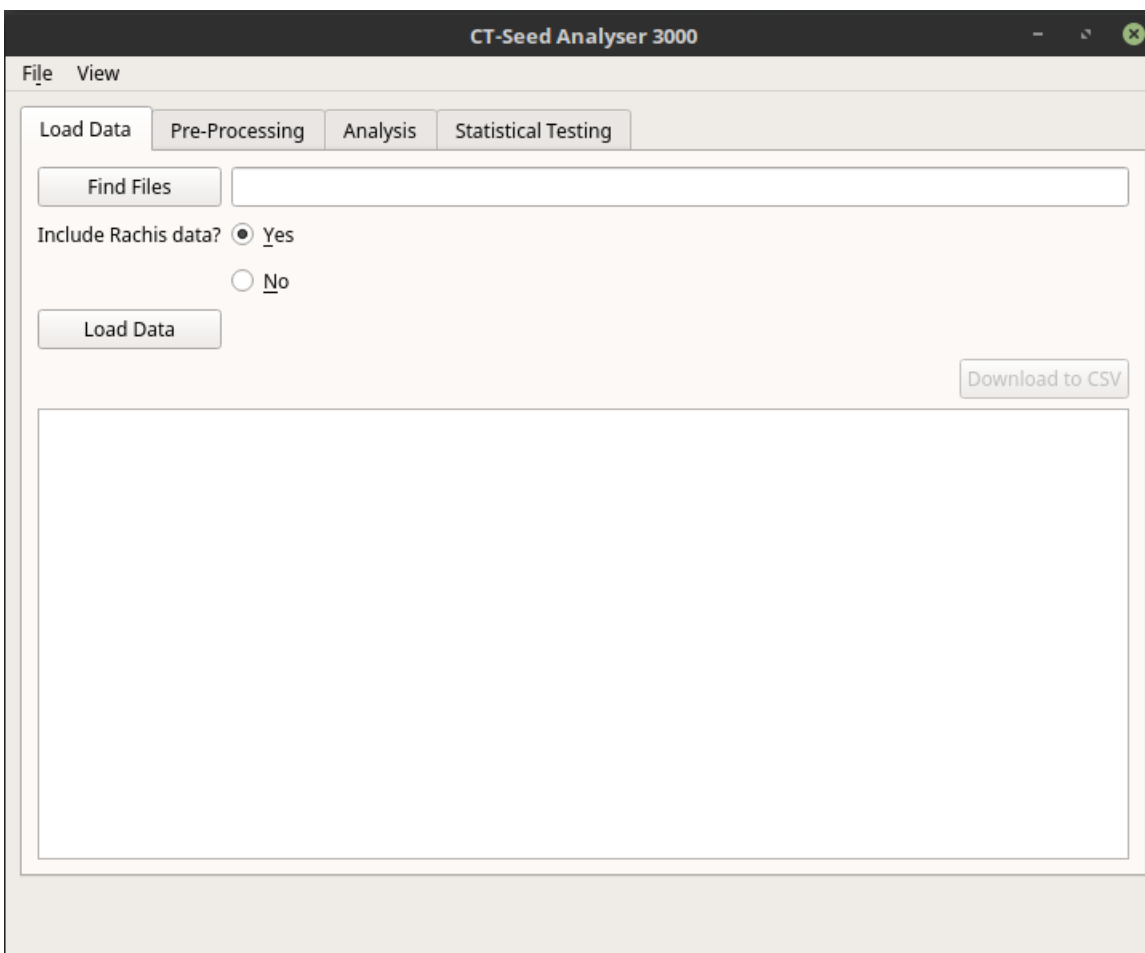 CT-Seed Analyser 3000
File View
Load Data Pre-Processing Analysis Statistical Testing
Find Files
Include Rachis data? Yes
No
Load Data
Download to CSV